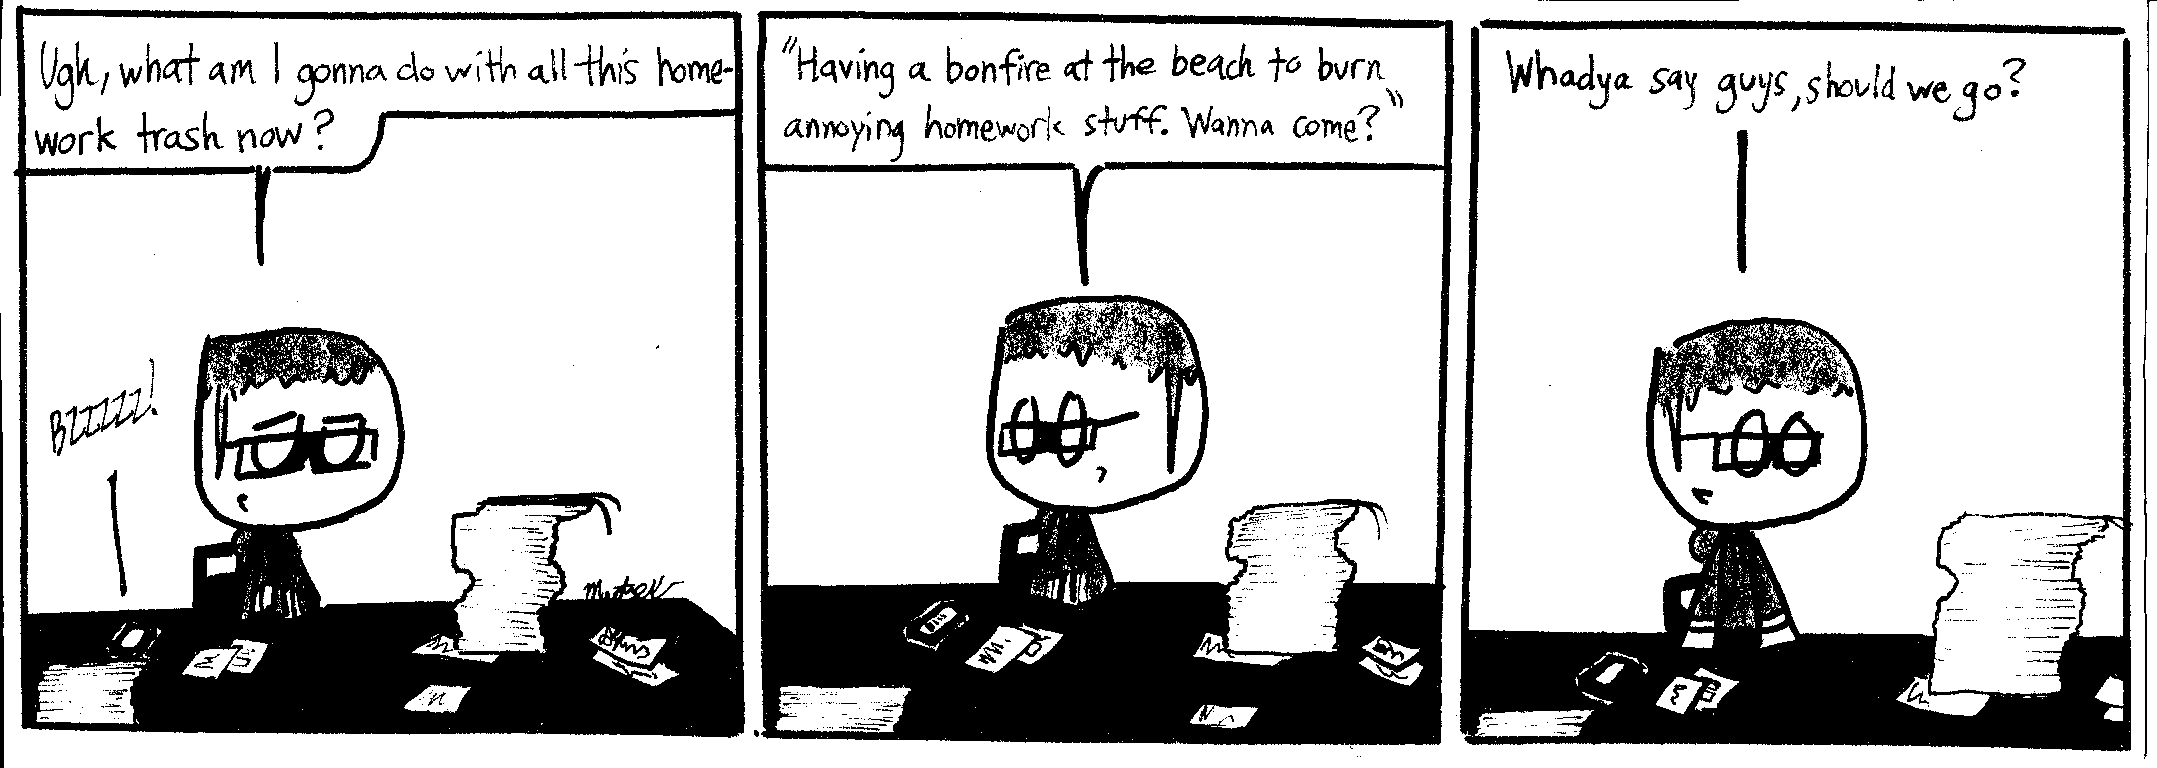 Ugh, what am I gonna do with all this home-
work trash now?
BZZZZZ!
"Having a bonfire at the beach to burn
annoying homework stuff. Wanna come?"
Whadya say guys, should we go?